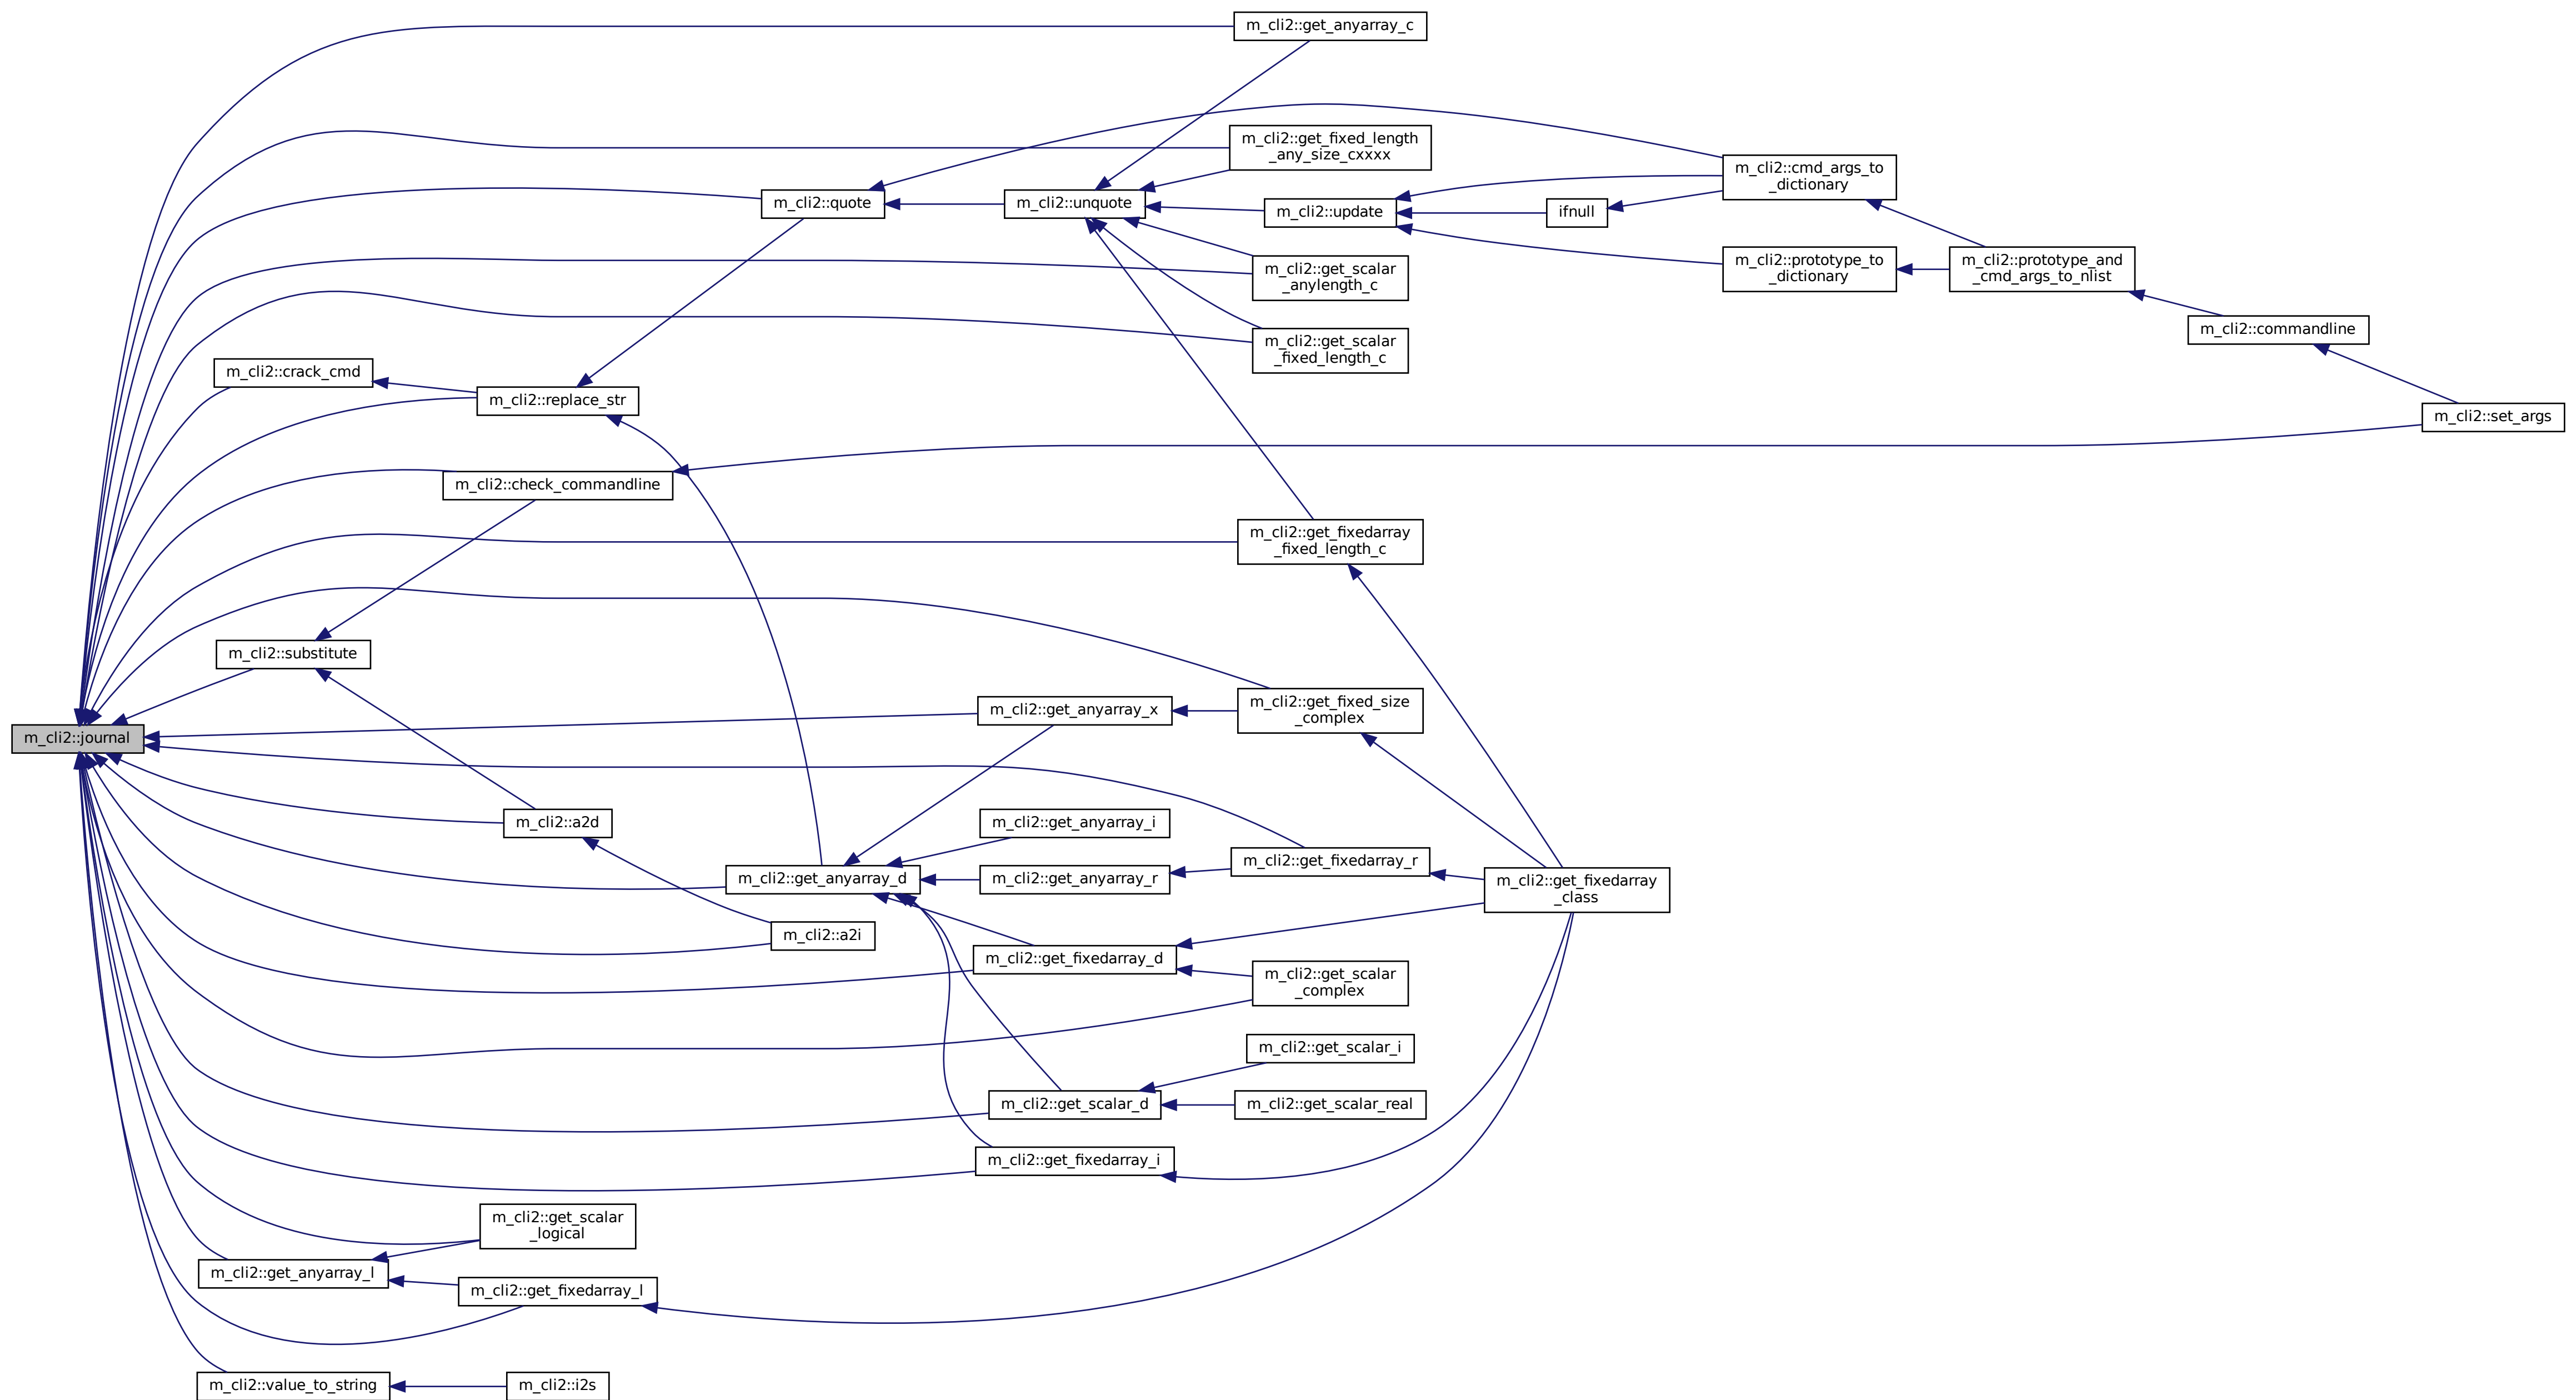 m_cli2::get_anyarray_c
m_cli2::get_fixed_length
_any_size_cxxxx
m_cli2::cmd_args_to
_dictionary
m_cli2::quote
m_cli2::unquote
m_cli2::update
ifnull
m_cli2::prototype_to
_dictionary
m_cli2::prototype_and
_cmd_args_to_nlist
m_cli2::get_scalar
_anylength_c
m_cli2::commandline
m_cli2::get_scalar
_fixed_length_c
m_cli2::crack_cmd
m_cli2::replace_str
m_cli2::set_args
m_cli2::check_commandline
m_cli2::get_fixedarray
_fixed_length_c
m_cli2::substitute
m_cli2::get_anyarray_x
m_cli2::get_fixed_size
_complex
m_cli2::journal
m_cli2::a2d
m_cli2::get_anyarray_i
m_cli2::get_fixedarray_r
m_cli2::get_anyarray_d
m_cli2::get_anyarray_r
m_cli2::get_fixedarray
_class
m_cli2::a2i
m_cli2::get_fixedarray_d
m_cli2::get_scalar
_complex
m_cli2::get_scalar_i
m_cli2::get_scalar_d
m_cli2::get_scalar_real
m_cli2::get_fixedarray_i
m_cli2::get_scalar
_logical
m_cli2::get_anyarray_l
m_cli2::get_fixedarray_l
m_cli2::value_to_string
m_cli2::i2s